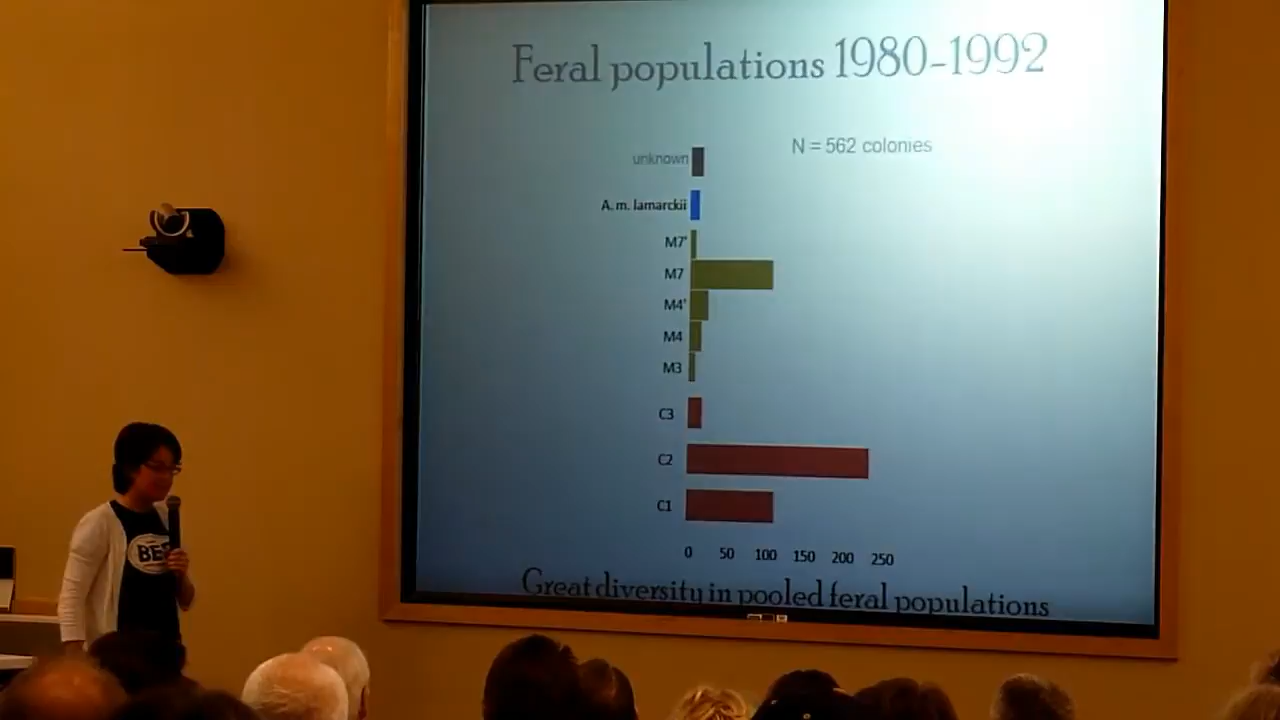 Feral populations 1980-1992
N = 562 colonies
unknown
A. m. lamarckii
M7'
M7
M4'
M4
M3
C3
C2
C1
0 50 100 150 200 250
Great diversity in pooled feral populations
BEE